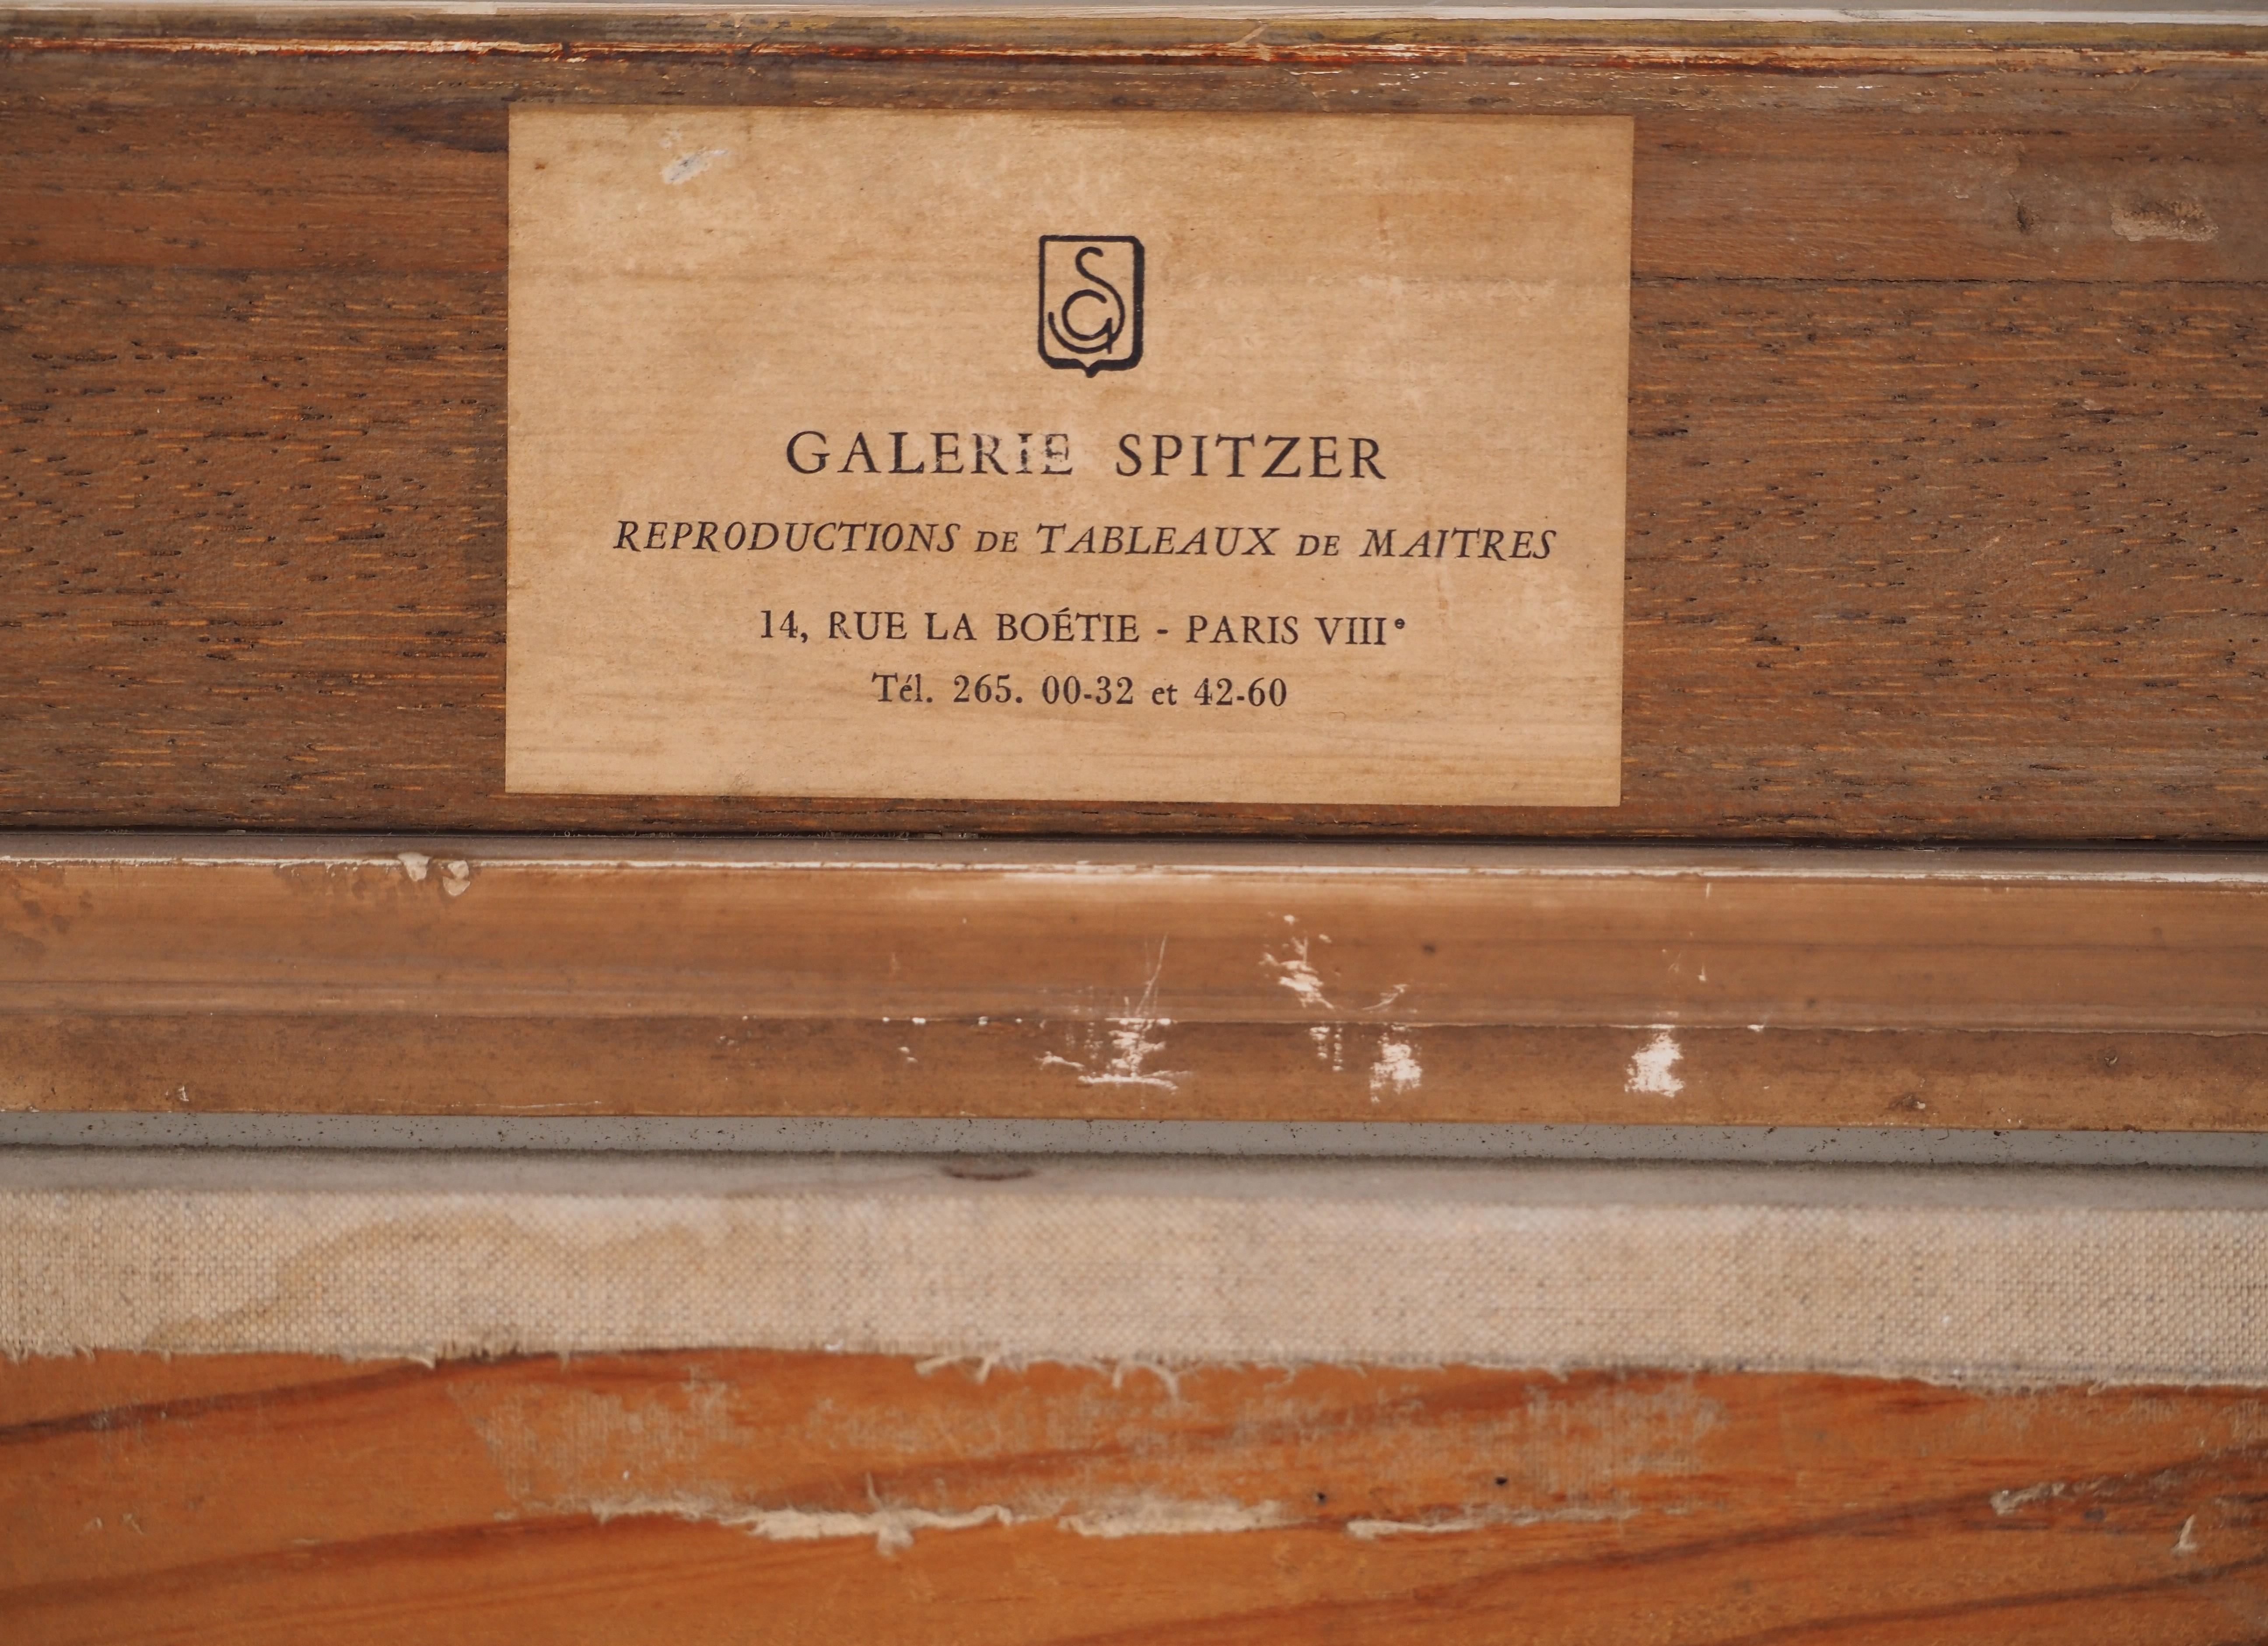 GALERIE SPITZER
REPRODUCTIONS DE TABLEAUX DE MAITRES
14, RUE LA BOÉTIE - PARIS VIIIe
Tél. 265. 00-32 et 42-60